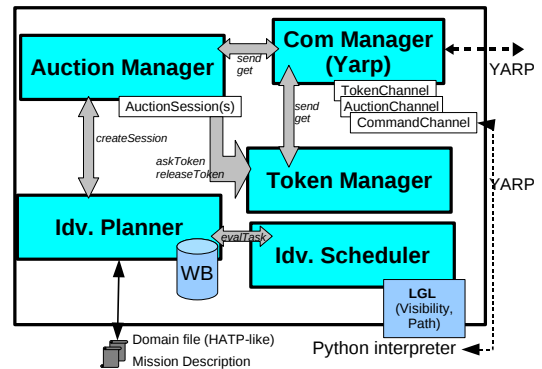 Auction Manager
AuctionSession(s)
send
get
Com Manager
(Yarp)
YARP
TokenChannel
AuctionChannel
CommandChannel
createSession
send
get
askToken
releaseToken
Token Manager
YARP
Idv. Planner
WB
evalTask
Idv. Scheduler
LGL
(Visibility,
Path)
Domain file (HATP-like)
Mission Description
Python interpreter